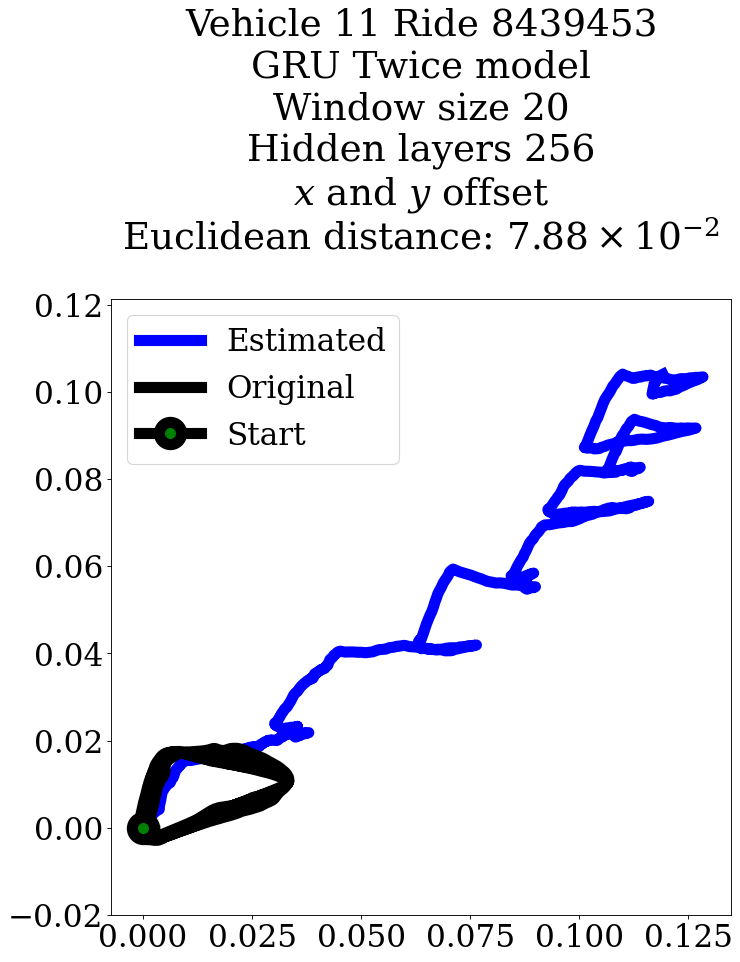 Vehicle 11 Ride 8439453
GRU Twice model
Window size 20
Hidden layers 256
x and y offset
Euclidean distance: 7.88 × 10⁻²
0.12
Estimated
Original
Start
0.10
0.08
0.06
0.04
0.02
0.00
−0.02
0.000 0.025 0.050 0.075 0.100 0.125